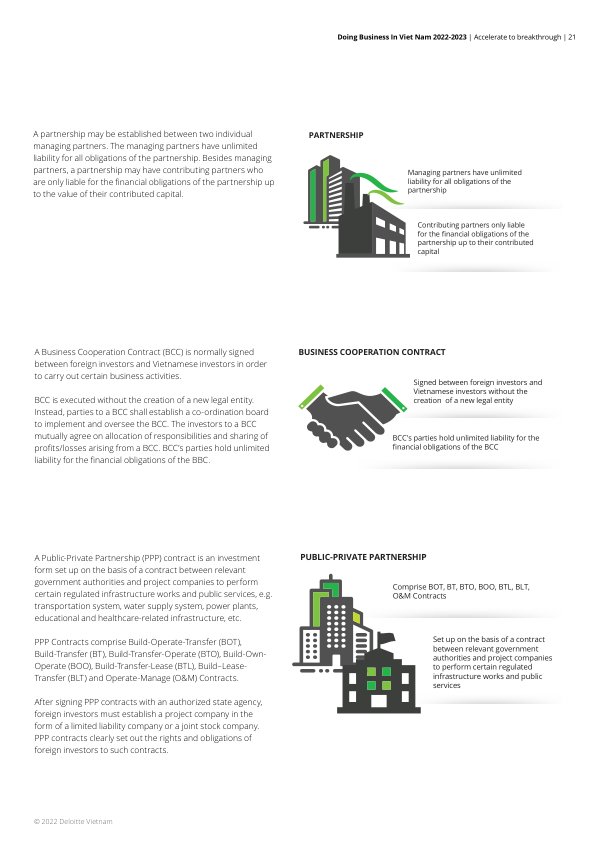 Doing Business In Viet Nam 2022-2023 | Accelerate to breakthrough | 21
A partnership may be established between two individual
managing partners. The managing partners have unlimited
liability for all obligations of the partnership. Besides managing
partners, a partnership may have contributing partners who
are only liable for the financial obligations of the partnership up
to the value of their contributed capital.
PARTNERSHIP
Managing partners have unlimited
liability for all obligations of the
partnership
Contributing partners only liable
for the financial obligations of the
partnership up to their contributed
capital
A Business Cooperation Contract (BCC) is normally signed
between foreign investors and Vietnamese investors in order
to carry out certain business activities.
BCC is executed without the creation of a new legal entity.
Instead, parties to a BCC shall establish a co-ordination board
to implement and oversee the BCC. The investors to a BCC
mutually agree on allocation of responsibilities and sharing of
profits/losses arising from a BCC. BCC's parties hold unlimited
liability for the financial obligations of the BBC.
BUSINESS COOPERATION CONTRACT
Signed between foreign investors and
Vietnamese investors without the
creation of a new legal entity
BCC's parties hold unlimited liability for the
financial obligations of the BCC
A Public-Private Partnership (PPP) contract is an investment
form set up on the basis of a contract between relevant
government authorities and project companies to perform
certain regulated infrastructure works and public services, e.g.
transportation system, water supply system, power plants,
educational and healthcare-related infrastructure, etc.
PPP Contracts comprise Build-Operate-Transfer (BOT),
Build-Transfer (BT), Build-Transfer-Operate (BTO), Build-Own-
Operate (BOO), Build-Transfer-Lease (BTL), Build–Lease-
Transfer (BLT) and Operate-Manage (O&M) Contracts.
After signing PPP contracts with an authorized state agency,
foreign investors must establish a project company in the
form of a limited liability company or a joint stock company.
PPP contracts clearly set out the rights and obligations of
foreign investors to such contracts.
PUBLIC-PRIVATE PARTNERSHIP
Comprise BOT, BT, BTO, BOO, BTL, BLT,
O&M Contracts
Set up on the basis of a contract
between relevant government
authorities and project companies
to perform certain regulated
infrastructure works and public
services
© 2022 Deloitte Vietnam